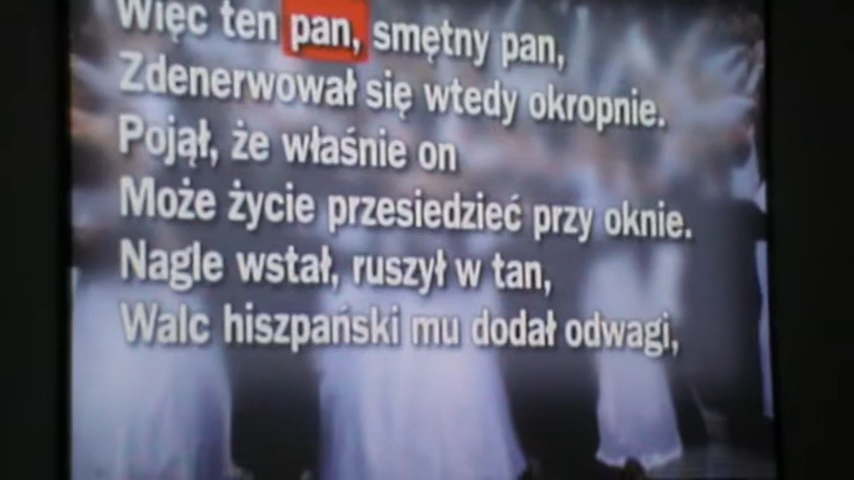 Więc ten pan, smętny pan,
Zdenerwował się wtedy okropnie.
Pojął, że właśnie on
Może życie przesiedzieć przy oknie.
Nagle wstał, ruszył w tan,
Walc hiszpański mu dodał odwagi,